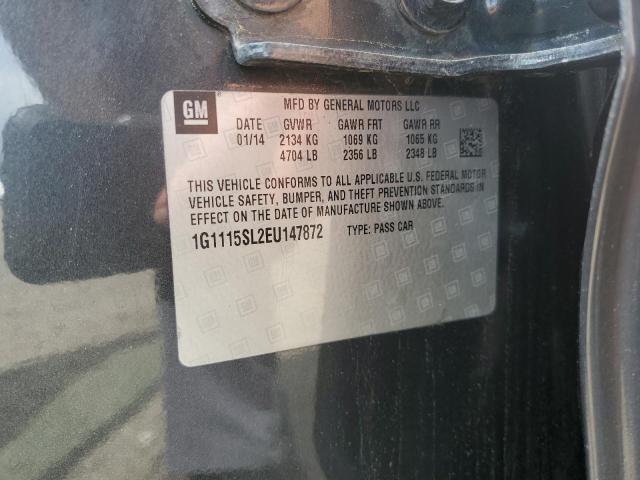 GM
MFD BY GENERAL MOTORS LLC
DATE GVWR GAWR FRT GAWR RR
01/14 2134 KG 1069 KG 1065 KG
4704 LB 2356 LB 2348 LB
THIS VEHICLE CONFORMS TO ALL APPLICABLE U.S. FEDERAL MOTOR
VEHICLE SAFETY, BUMPER, AND THEFT PREVENTION STANDARDS IN
EFFECT ON THE DATE OF MANUFACTURE SHOWN ABOVE.
1G1115SL2EU147872 TYPE: PASS CAR